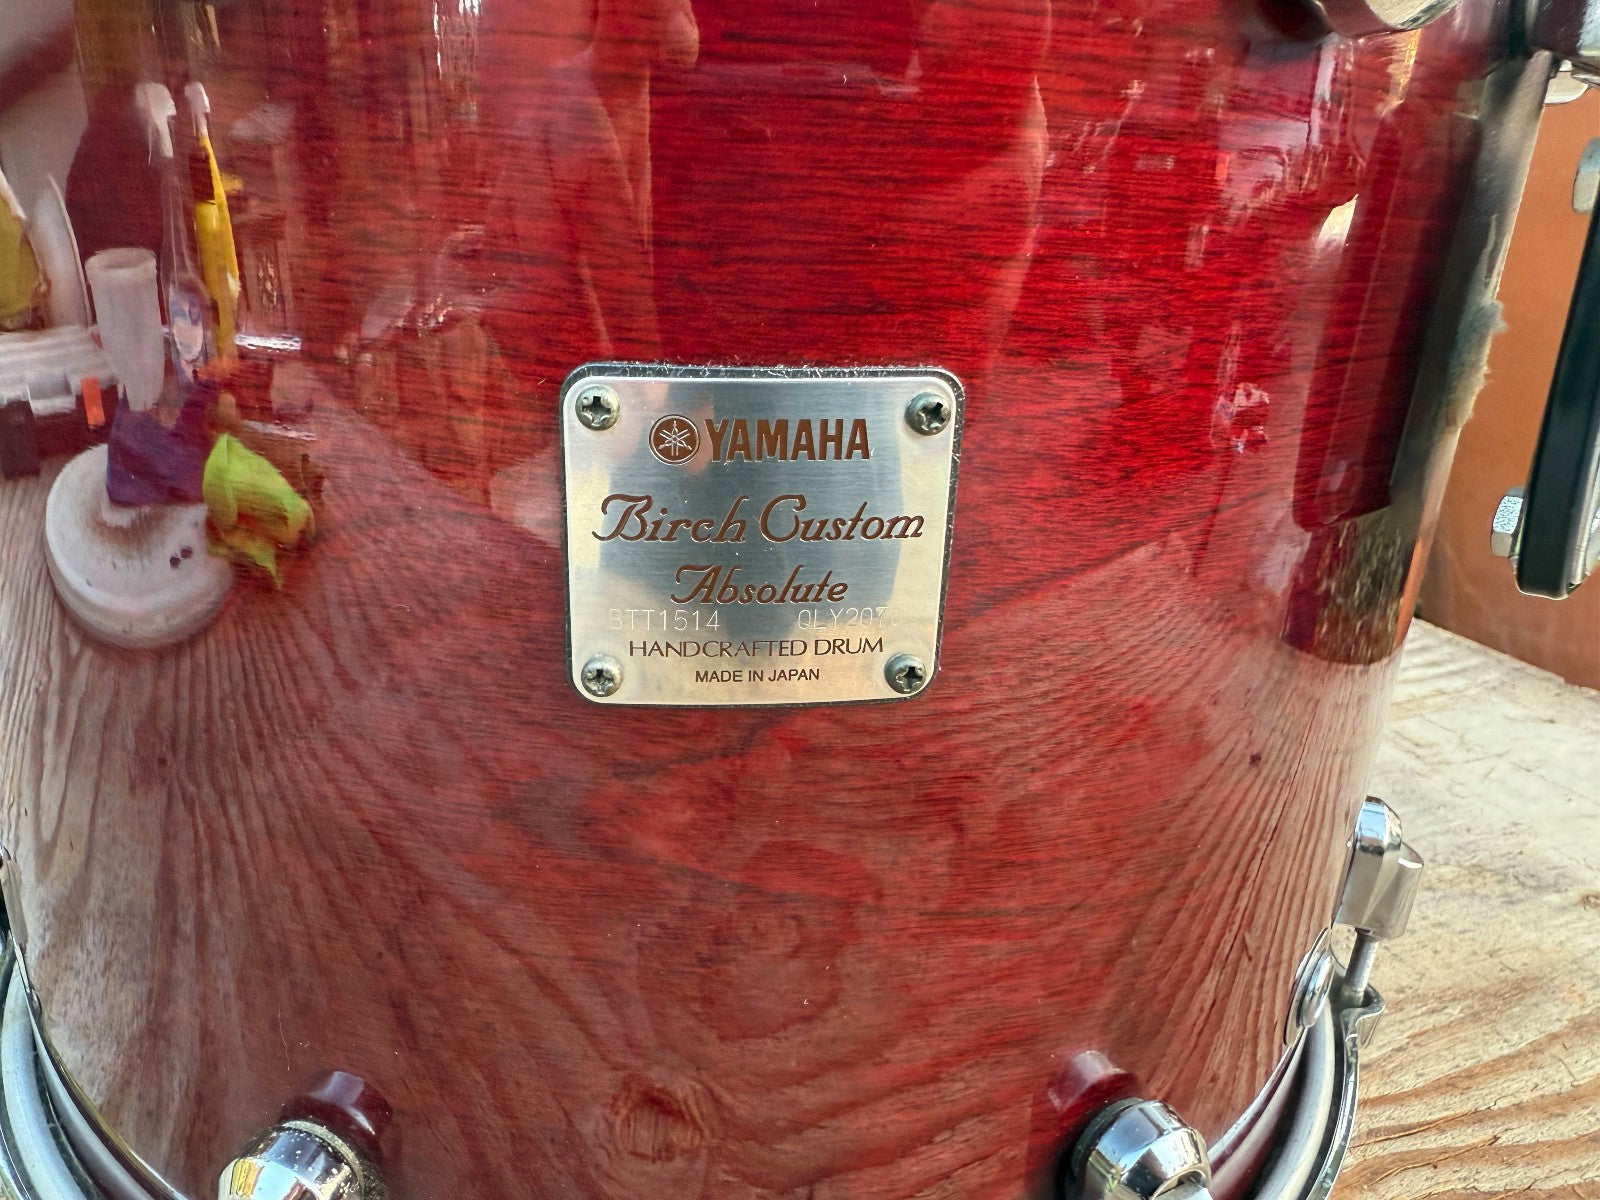 YAMAHA
Birch Custom
Absolute
BTT1514
HANDCRAFTED DRUM
MADE IN JAPAN